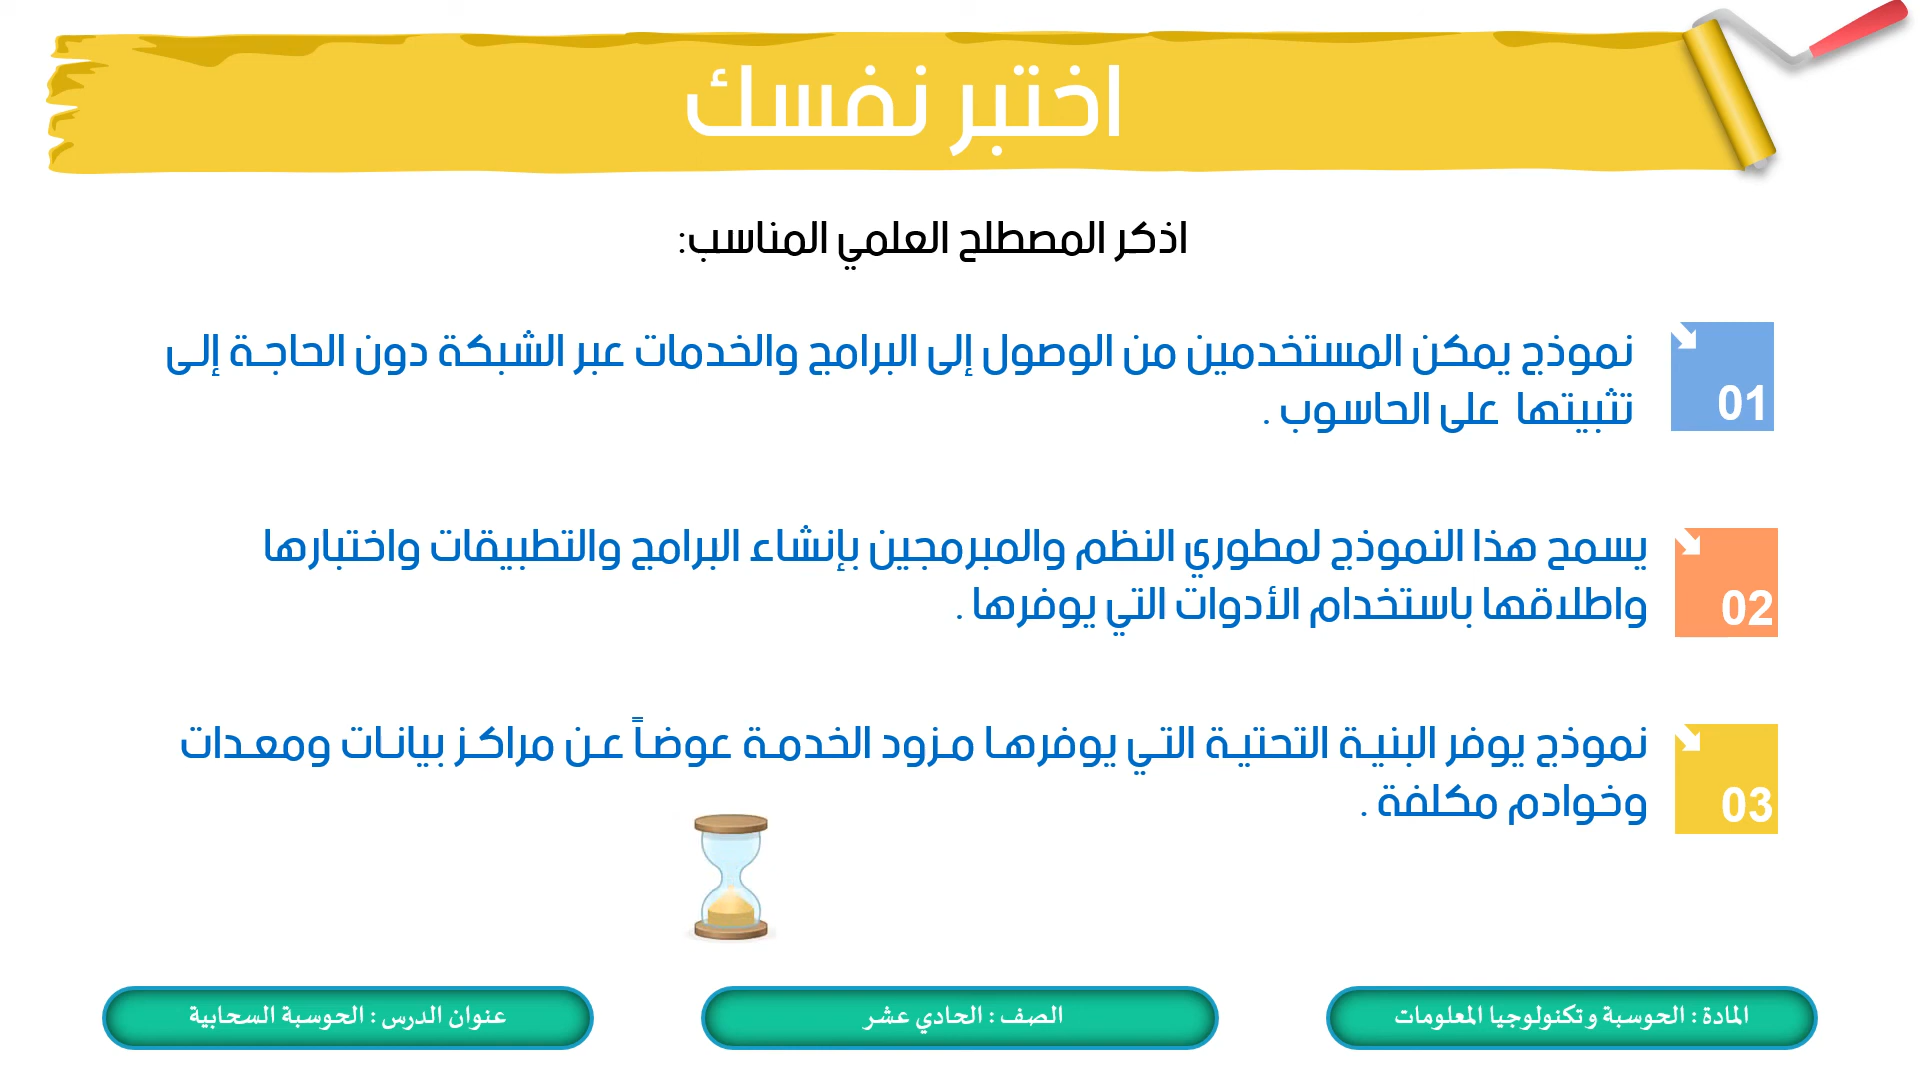 اختبر نفسك
اذكر المصطلح العلمي المناسب:
01
نموذج يمكن المستخدمين من الوصول إلى البرامج والخدمات عبر الشبكة دون الحاجة إلى
تثبيتها على الحاسوب .
02
يسمح هذا النموذج لمطوري النظم والمبرمجين بإنشاء البرامج والتطبيقات واختبارها
واطلاقها باستخدام الأدوات التي يوفرها .
03
نموذج يوفر البنية التحتية التي يوفرها مزود الخدمة عوضاً عن مراكز بيانات ومعدات
وخوادم مكلفة .
المادة : الحوسبة وتكنولوجيا المعلومات
الصف : الحادي عشر
عنوان الدرس : الحوسبة السحابية